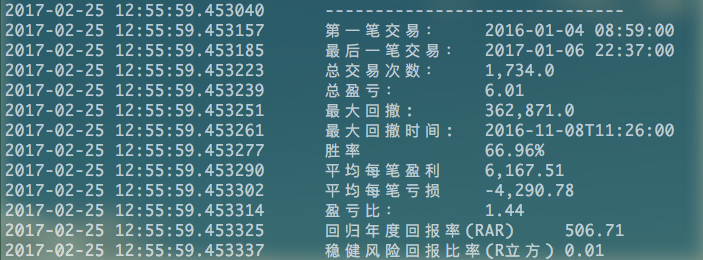 2017-02-25 12:55:59.453040 ------------------------------
2017-02-25 12:55:59.453157 第一笔交易： 2016-01-04 08:59:00
2017-02-25 12:55:59.453185 最后一笔交易： 2017-01-06 22:37:00
2017-02-25 12:55:59.453223 总交易次数： 1,734.0
2017-02-25 12:55:59.453239 总盈亏： 6.01
2017-02-25 12:55:59.453251 最大回撤: 362,871.0
2017-02-25 12:55:59.453261 最大回撤时间: 2016-11-08T11:26:00
2017-02-25 12:55:59.453277 胜率 66.96%
2017-02-25 12:55:59.453290 平均每笔盈利 6,167.51
2017-02-25 12:55:59.453302 平均每笔亏损 -4,290.78
2017-02-25 12:55:59.453314 盈亏比： 1.44
2017-02-25 12:55:59.453325 回归年度回报率(RAR) 506.71
2017-02-25 12:55:59.453337 稳健风险回报比率(R立方) 0.01